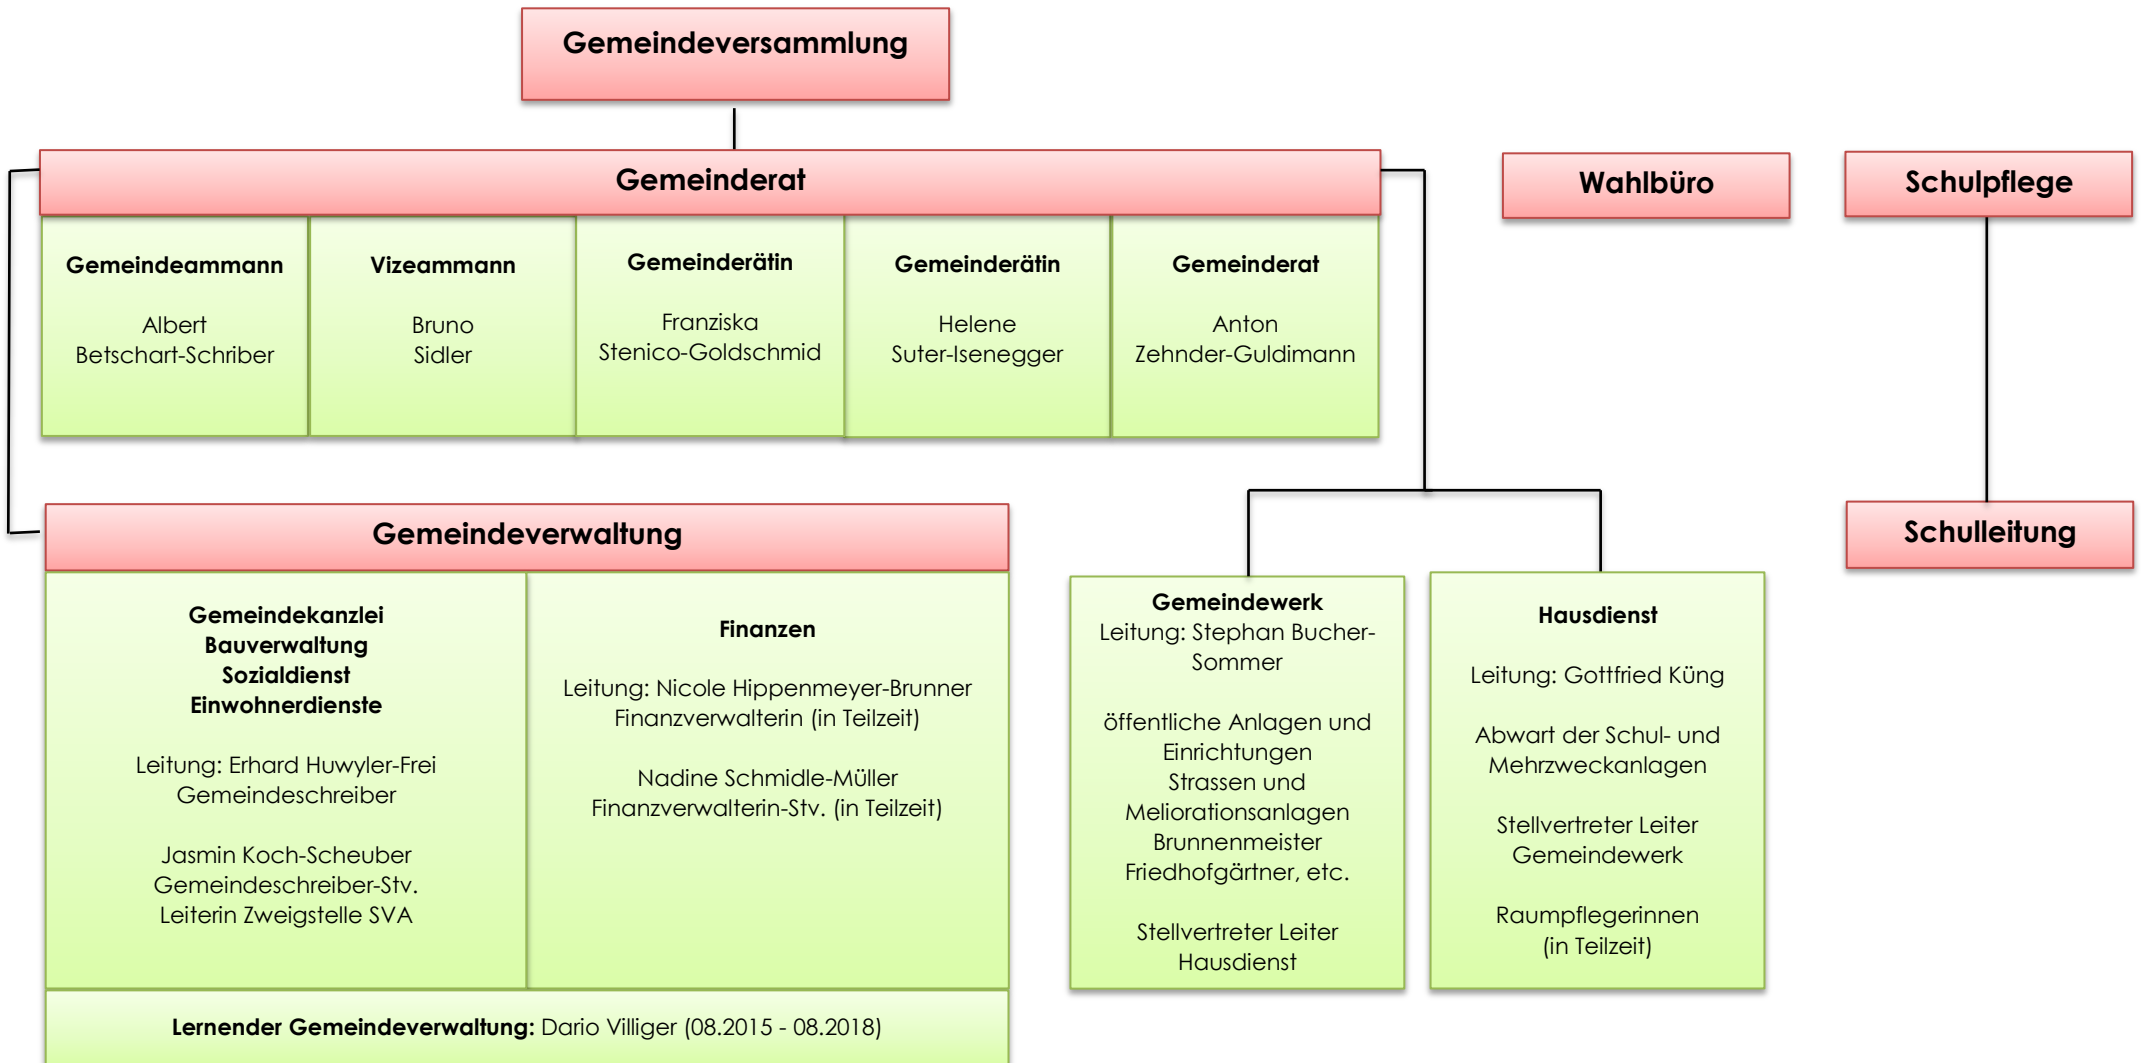 Gemeindeversammlung
Gemeinderat
Wahlbüro
Schulpflege
Gemeindeammann
Albert
Betschart-Schriber
Vizeammann
Bruno
Sidler
Gemeinderätin
Franziska
Stenico-Goldschmid
Gemeinderätin
Helene
Suter-Isenegger
Gemeinderat
Anton
Zehnder-Guldimann
Gemeindeverwaltung
Schulleitung
Gemeindekanzlei
Bauverwaltung
Sozialdienst
Einwohnerdienste
Leitung: Erhard Huwyler-Frei
Gemeindeschreiber
Jasmin Koch-Scheuber
Gemeindeschreiber-Stv.
Leiterin Zweigstelle SVA
Finanzen
Leitung: Nicole Hippenmeyer-Brunner
Finanzverwalterin (in Teilzeit)
Nadine Schmidle-Müller
Finanzverwalterin-Stv. (in Teilzeit)
Gemeindewerk
Leitung: Stephan Bucher-
Sommer
öffentliche Anlagen und
Einrichtungen
Strassen und
Meliorationsanlagen
Brunnenmeister
Friedhofgärtner, etc.
Stellvertreter Leiter
Hausdienst
Hausdienst
Leitung: Gottfried Küng
Abwart der Schul- und
Mehrzweckanlagen
Stellvertreter Leiter
Gemeindewerk
Raumpflegerinnen
(in Teilzeit)
Lernender Gemeindeverwaltung: Dario Villiger (08.2015 - 08.2018)